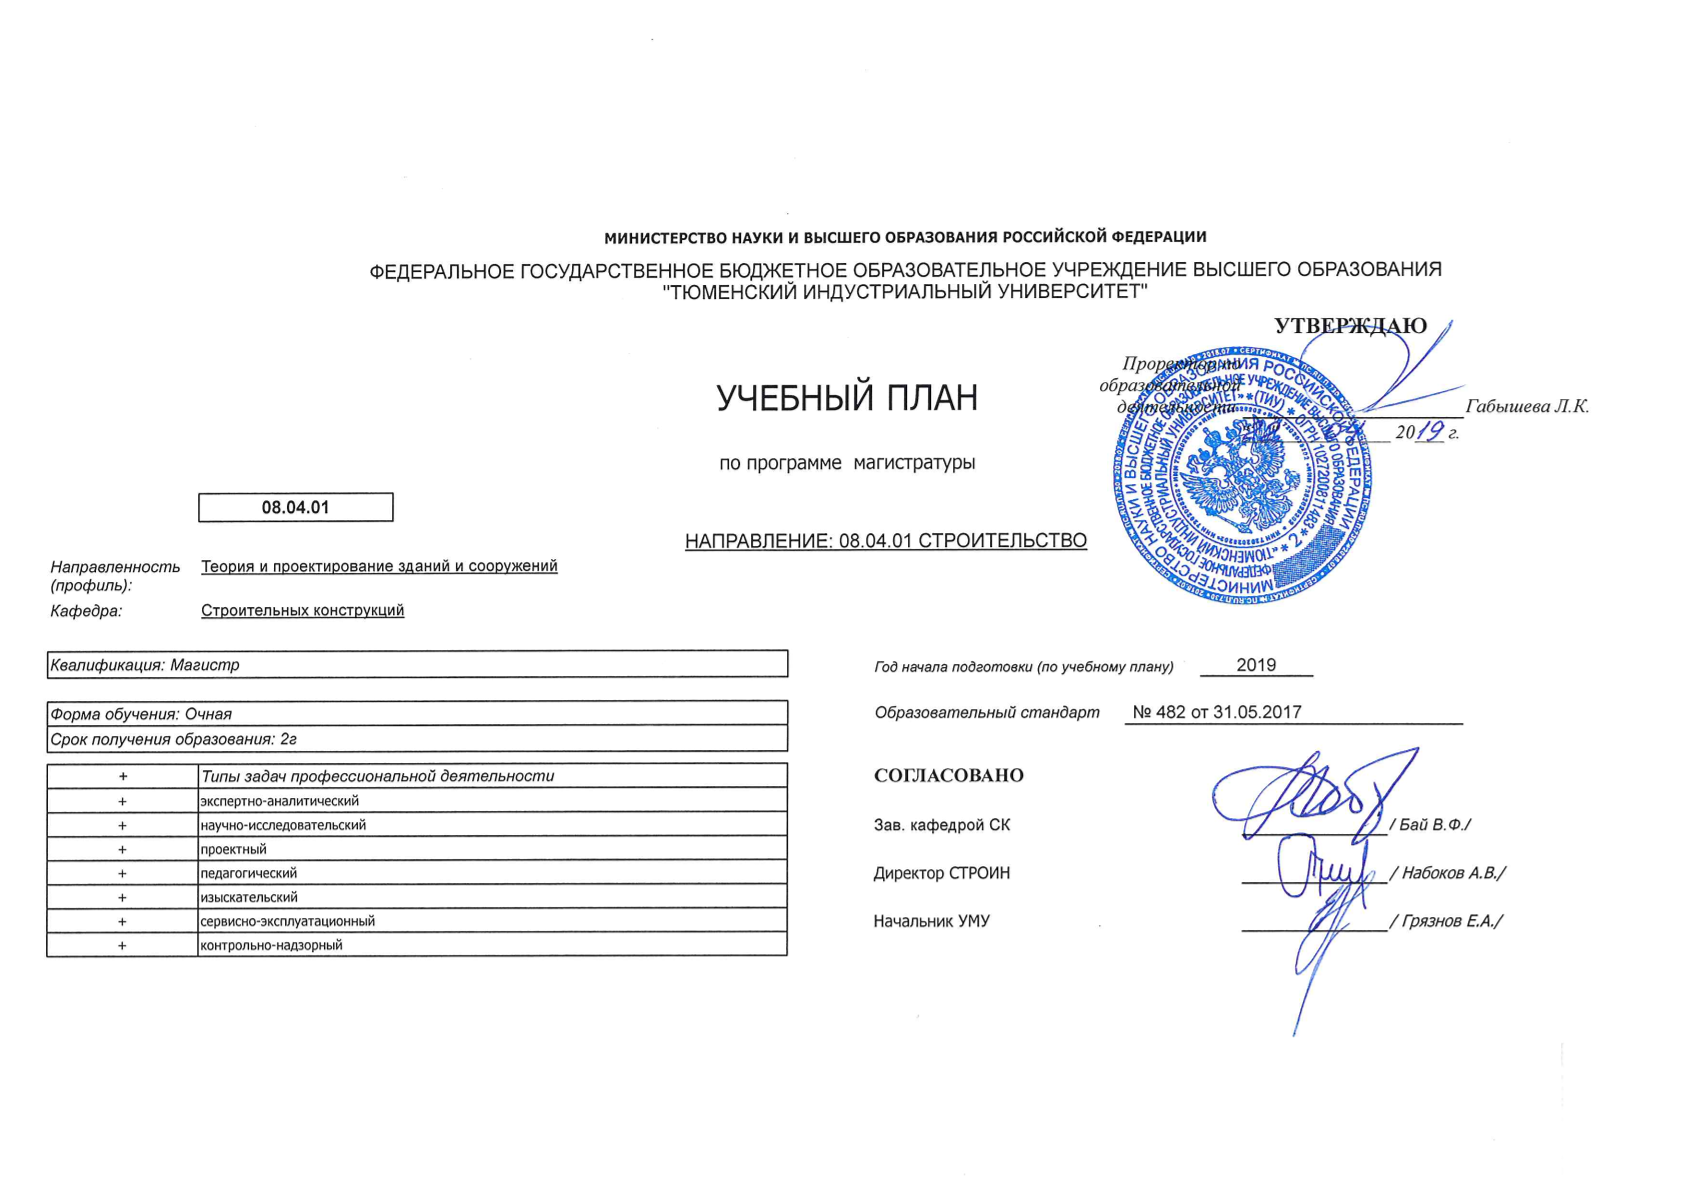 МИНИСТЕРСТВО НАУКИ И ВЫСШЕГО ОБРАЗОВАНИЯ РОССИЙСКОЙ ФЕДЕРАЦИИ
ФЕДЕРАЛЬНОЕ ГОСУДАРСТВЕННОЕ БЮДЖЕТНОЕ ОБРАЗОВАТЕЛЬНОЕ УЧРЕЖДЕНИЕ ВЫСШЕГО ОБРАЗОВАНИЯ
"ТЮМЕНСКИЙ ИНДУСТРИАЛЬНЫЙ УНИВЕРСИТЕТ"
УТВЕРЖДАЮ
Проректор по
образовательной
деятельности Габышева Л.К.
2019 г.
УЧЕБНЫЙ ПЛАН
по программе магистратуры
08.04.01
НАПРАВЛЕНИЕ: 08.04.01 СТРОИТЕЛЬСТВО
Направленность (профиль): Теория и проектирование зданий и сооружений
Кафедра: Строительных конструкций
Квалификация: Магистр
Форма обучения: Очная
Срок получения образования: 2г
+ Типы задач профессиональной деятельности
+ экспертно-аналитический
+ научно-исследовательский
+ проектный
+ педагогический
+ изыскательский
+ сервисно-эксплуатационный
+ контрольно-надзорный
Год начала подготовки (по учебному плану) 2019
Образовательный стандарт № 482 от 31.05.2017
СОГЛАСОВАНО
Зав. кафедрой СК / Бай В.Ф./
Директор СТРОИН / Набоков А.В./
Начальник УМУ / Грязнов Е.А./
МИНИСТЕРСТВО НАУКИ И ВЫСШЕГО ОБРАЗОВАНИЯ РОССИЙСКОЙ ФЕДЕРАЦИИ
ФЕДЕРАЛЬНОЕ ГОСУДАРСТВЕННОЕ БЮДЖЕТНОЕ ОБРАЗОВАТЕЛЬНОЕ УЧРЕЖДЕНИЕ ВЫСШЕГО ОБРАЗОВАНИЯ
«ТЮМЕНСКИЙ ИНДУСТРИАЛЬНЫЙ УНИВЕРСИТЕТ» * (ТИУ) * ОГРН 1027200811483 * 2 *